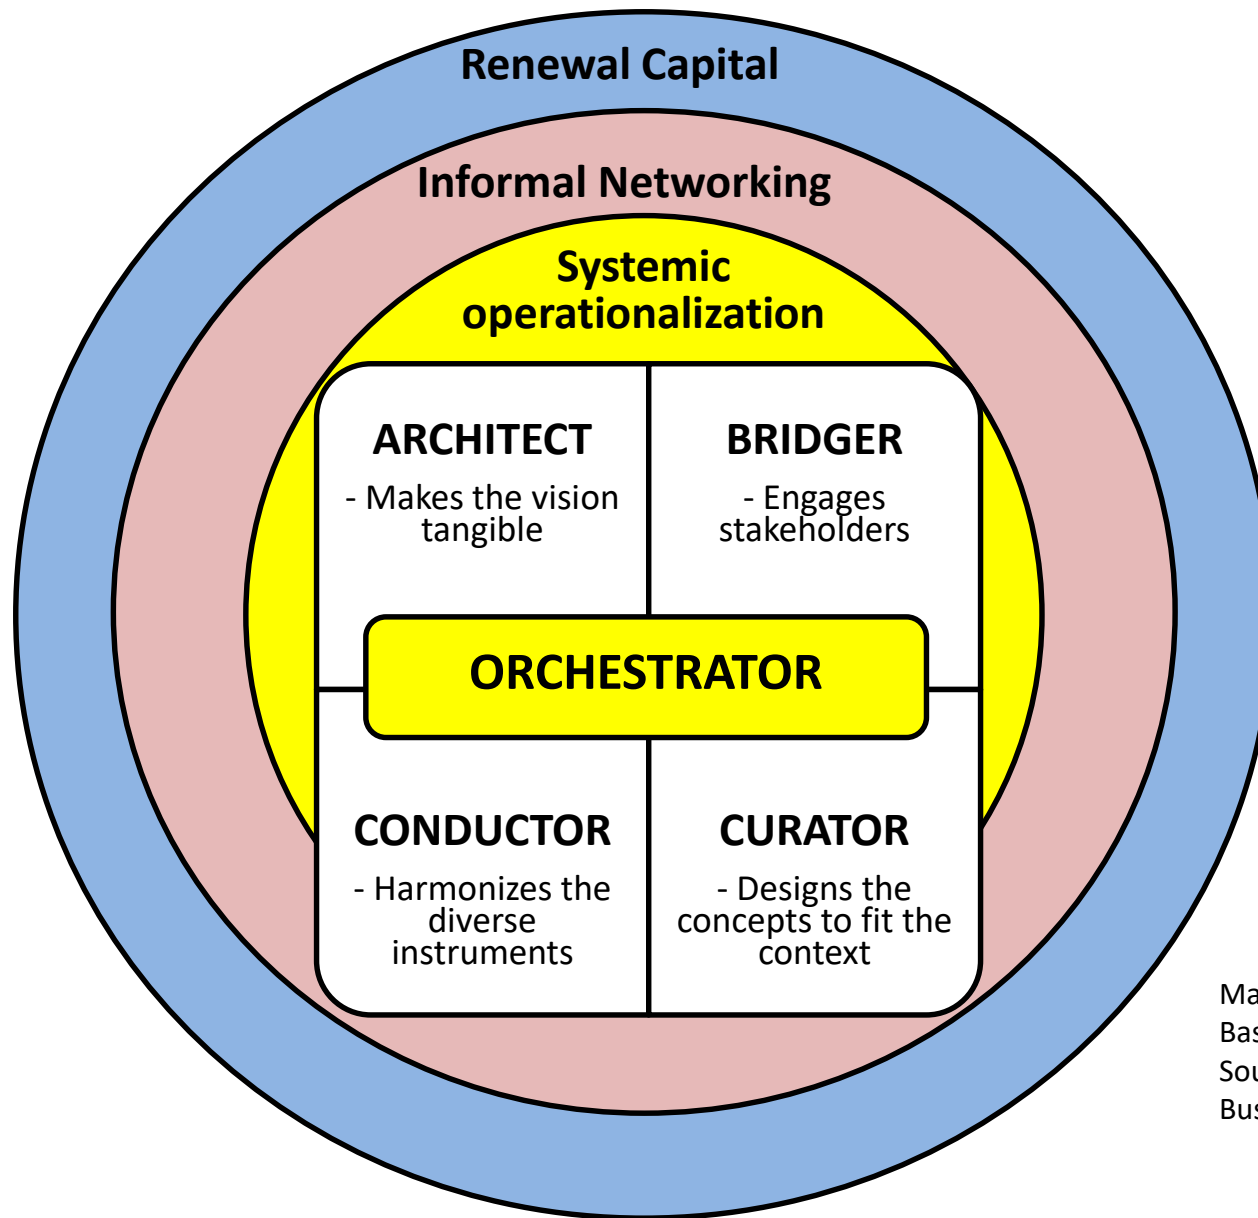 Renewal Capital
Informal Networking
Systemic
operationalization
ARCHITECT
- Makes the vision
tangible
BRIDGER
- Engages
stakeholders
ORCHESTRATOR
CONDUCTOR
- Harmonizes the
diverse
instruments
CURATOR
- Designs the
concepts to fit the
context